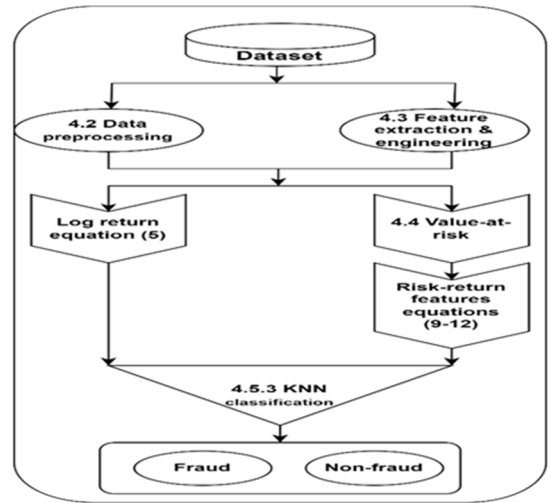 Dataset
4.2 Data
preprocessing
4.3 Feature
extraction &
engineering
Log return
equation (5)
4.4 Value-at-
risk
Risk-return
features
equations
(9-12)
4.5.3 KNN
classification
Fraud
Non-fraud